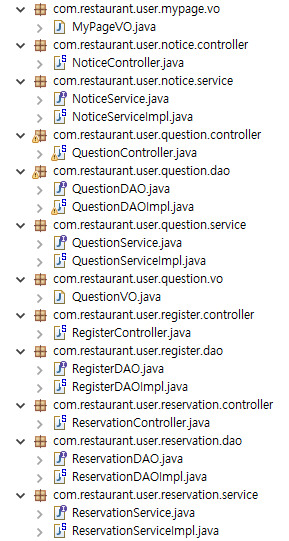 com.restaurant.user.mypage.vo
MyPageVO.java
com.restaurant.user.notice.controller
NoticeController.java
com.restaurant.user.notice.service
NoticeService.java
NoticeServiceImpl.java
com.restaurant.user.question.controller
QuestionController.java
com.restaurant.user.question.dao
QuestionDAO.java
QuestionDAOImpl.java
com.restaurant.user.question.service
QuestionService.java
QuestionServiceImpl.java
com.restaurant.user.question.vo
QuestionVO.java
com.restaurant.user.register.controller
RegisterController.java
com.restaurant.user.register.dao
RegisterDAO.java
RegisterDAOImpl.java
com.restaurant.user.reservation.controller
ReservationController.java
com.restaurant.user.reservation.dao
ReservationDAO.java
ReservationDAOImpl.java
com.restaurant.user.reservation.service
ReservationService.java
ReservationServiceImpl.java